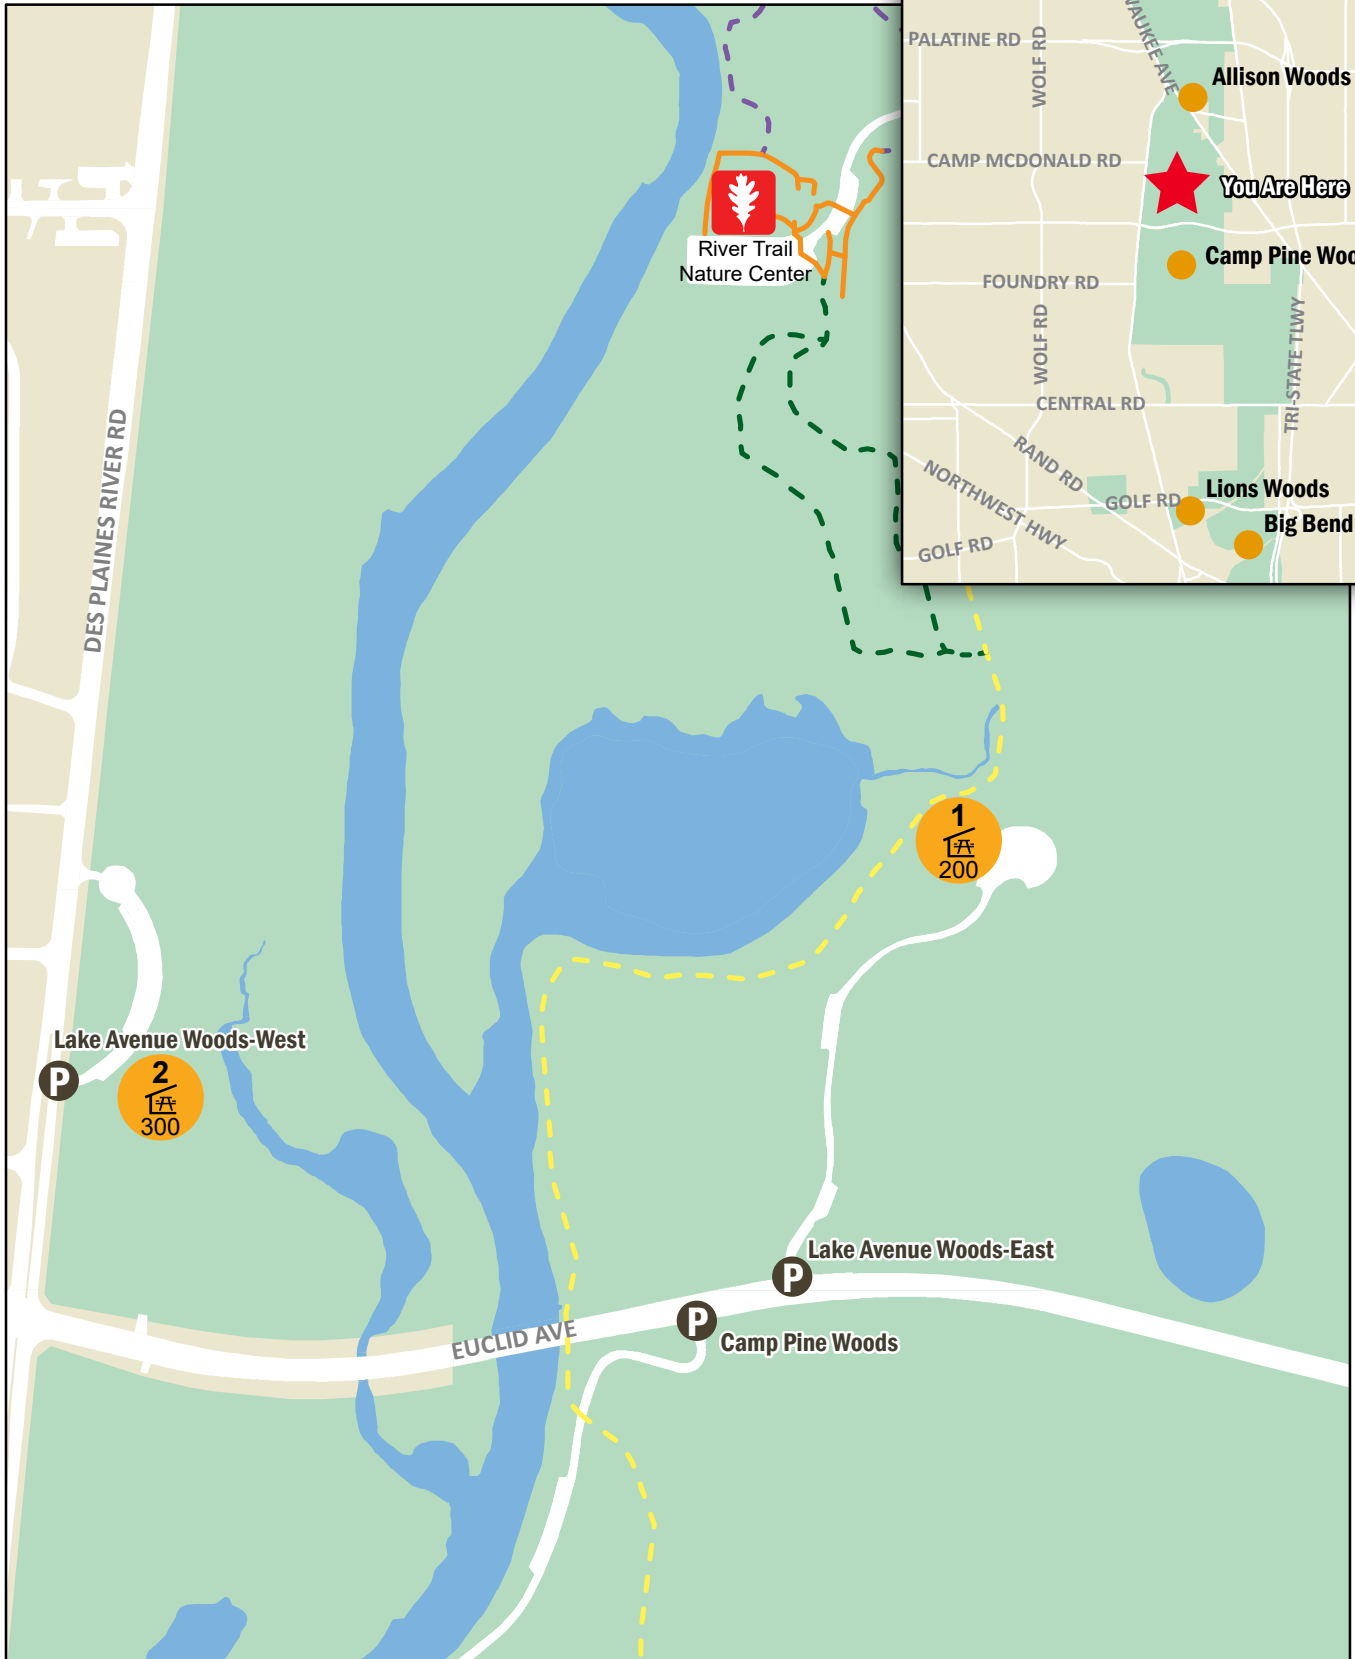 WAUKEE AVE
PALATINE RD
WOLF RD
Allison Woods
CAMP MCDONALD RD
You Are Here
Camp Pine Woo
FOUNDRY RD
WOLF RD
TRI-STATE TLWY
CENTRAL RD
RAND RD
NORTHWEST HWY
GOLF RD
Lions Woods
Big Bend
GOLF RD
River Trail
Nature Center
DES PLAINES RIVER RD
1
200
Lake Avenue Woods-West
P
2
300
Lake Avenue Woods-East
P
P
Camp Pine Woods
EUCLID AVE